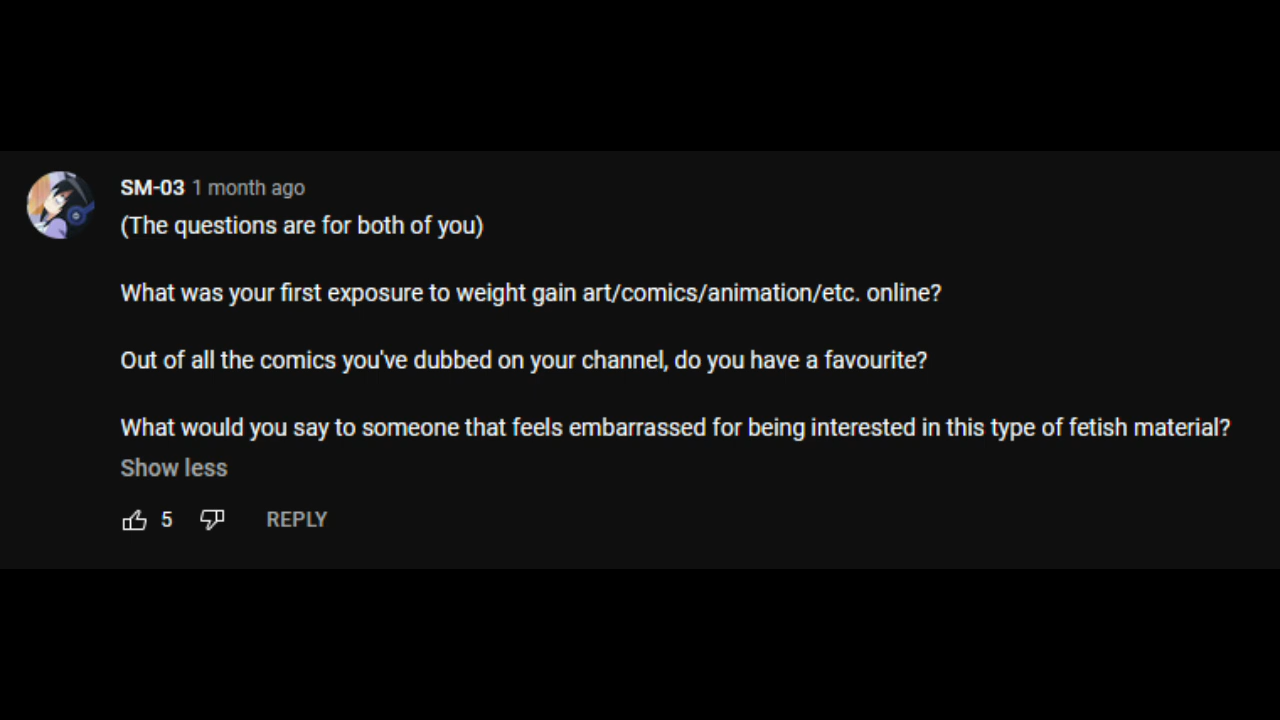 SM-03 1 month ago
(The questions are for both of you)
What was your first exposure to weight gain art/comics/animation/etc. online?
Out of all the comics you've dubbed on your channel, do you have a favourite?
What would you say to someone that feels embarrassed for being interested in this type of fetish material?
Show less
5 REPLY